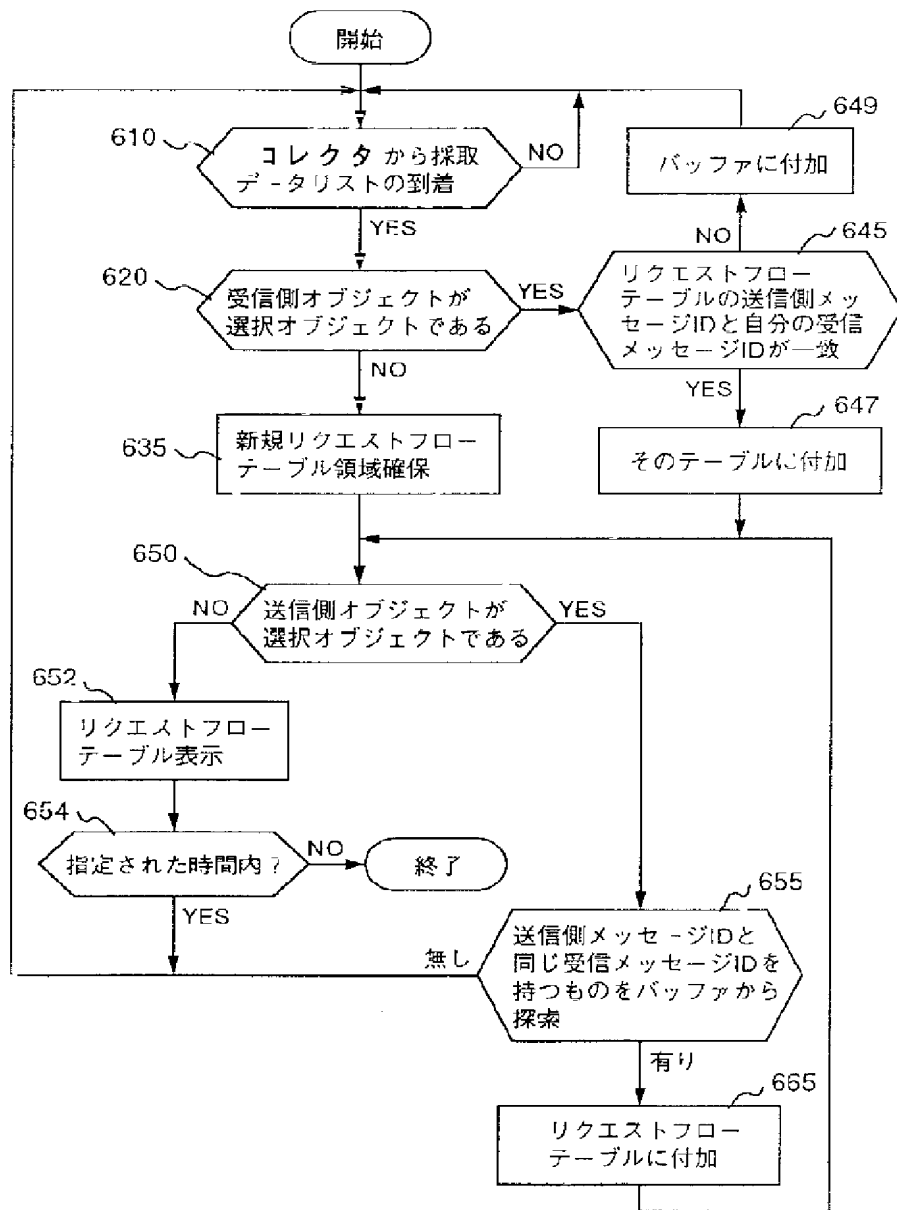 開始
610
コレクタから採取
データリストの到着
NO
YES
649
バッファに付加
NO
645
620
受信側オブジェクトが
選択オブジェクトである
YES
NO
リクエストフロー
テーブルの送信側メッ
セージIDと自分の受信
メッセージIDが一致
YES
635
新規リクエストフロー
テーブル領域確保
647
そのテーブルに付加
650
NO
送信側オブジェクトが
選択オブジェクトである
YES
652
リクエストフロー
テーブル表示
654
指定された時間内?
NO
終了
YES
655
無し
送信側メッセージIDと
同じ受信メッセージIDを
持つものをバッファから
探索
有り
665
リクエストフロー
テーブルに付加